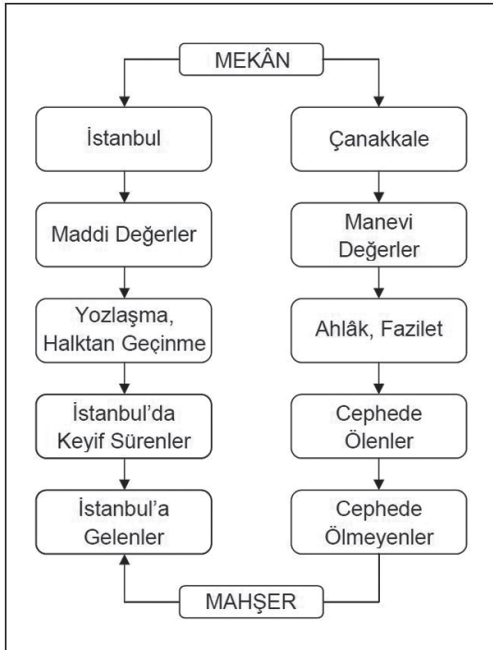 MEKÂN
İstanbul
Maddi Değerler
Yozlaşma,
Halktan Geçinme
İstanbul'da
Keyif Sürenler
İstanbul'a
Gelenler
Çanakkale
Manevi
Değerler
Ahlâk, Fazilet
Cephede
Ölenler
Cephede
Ölmeyenler
MAHŞER